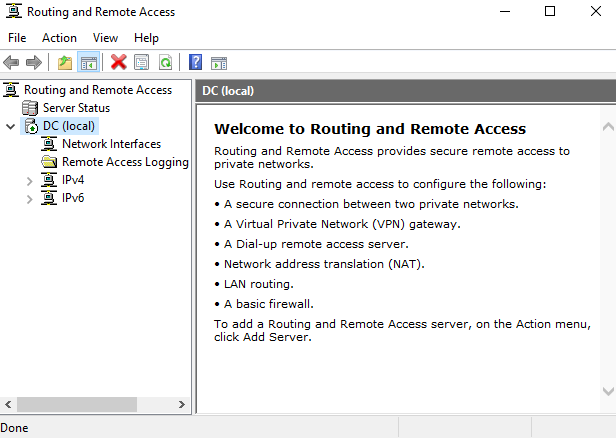 Routing and Remote Access
File Action View Help
Routing and Remote Access
Server Status
DC (local)
Network Interfaces
Remote Access Logging
IPv4
IPv6
DC (local)
Welcome to Routing and Remote Access
Routing and Remote Access provides secure remote access to
private networks.
Use Routing and remote access to configure the following:
• A secure connection between two private networks.
• A Virtual Private Network (VPN) gateway.
• A Dial-up remote access server.
• Network address translation (NAT).
• LAN routing.
• A basic firewall.
To add a Routing and Remote Access server, on the Action menu,
click Add Server.
Done